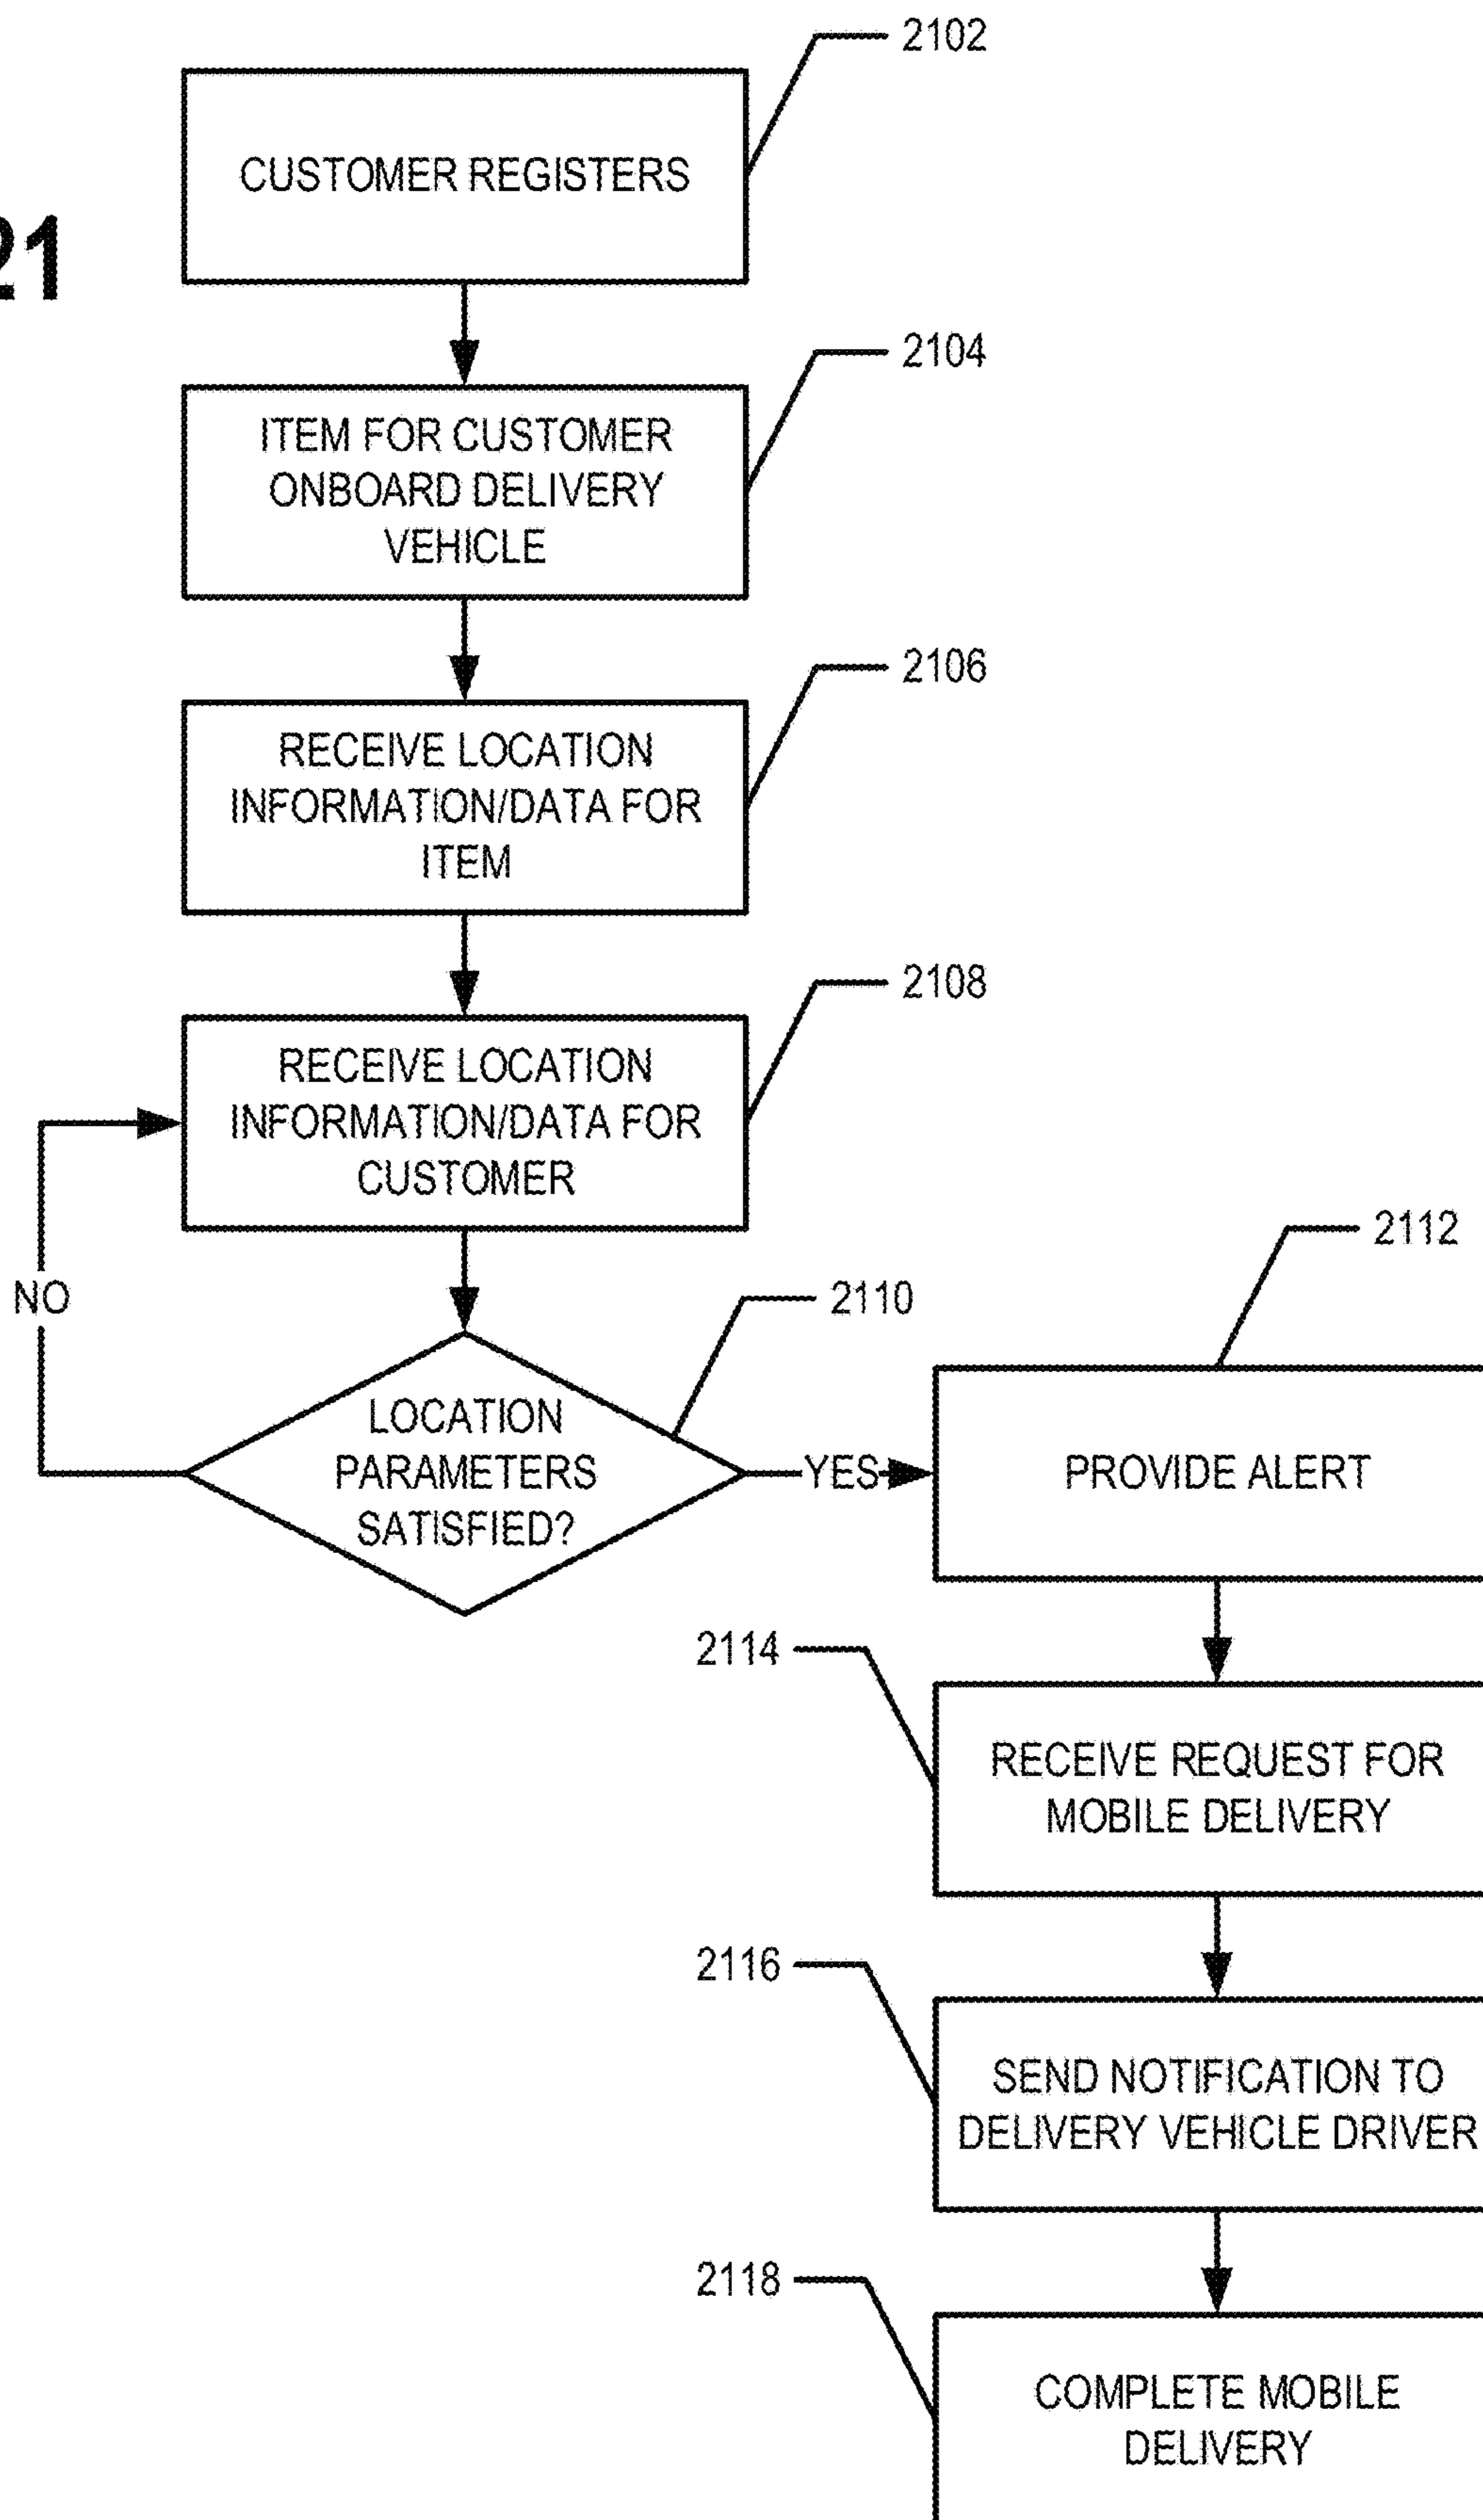 2102
CUSTOMER REGISTERS
21
2104
ITEM FOR CUSTOMER
ONBOARD DELIVERY
VEHICLE
2106
RECEIVE LOCATION
INFORMATION/DATA FOR
ITEM
2108
RECEIVE LOCATION
INFORMATION/DATA FOR
CUSTOMER
NO
2110
LOCATION
PARAMETERS
SATISFIED?
YES
2112
PROVIDE ALERT
2114
RECEIVE REQUEST FOR
MOBILE DELIVERY
2116
SEND NOTIFICATION TO
DELIVERY VEHICLE DRIVER
2118
COMPLETE MOBILE
DELIVERY